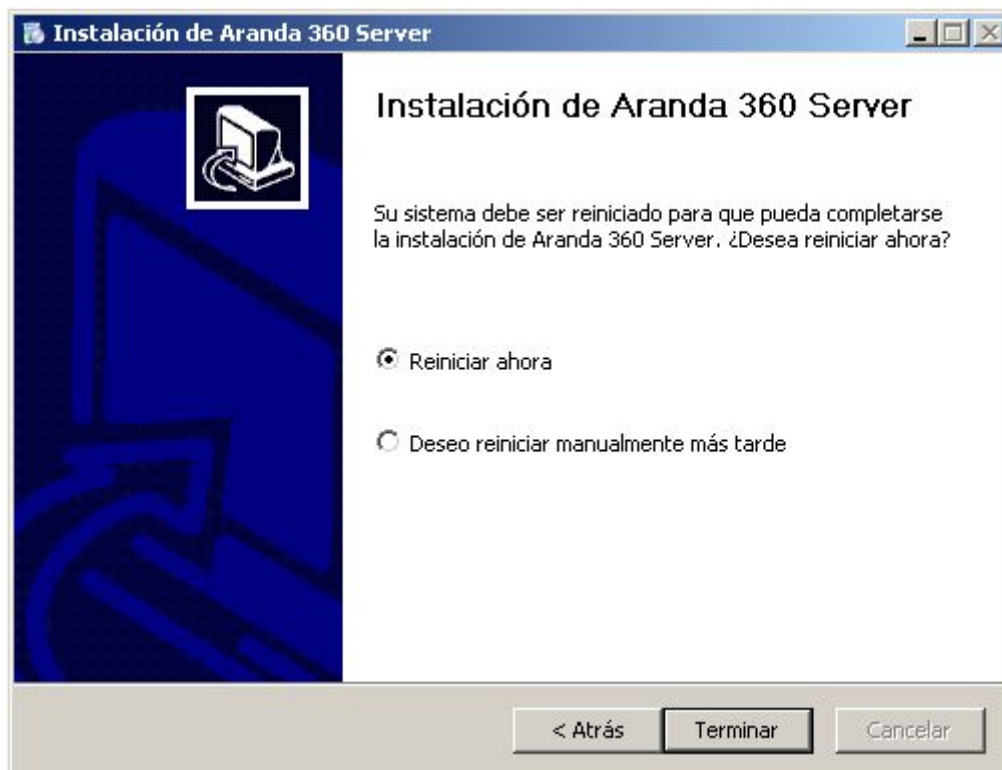 Instalación de Aranda 360 Server
Instalación de Aranda 360 Server
Su sistema debe ser reiniciado para que pueda completarse
la instalación de Aranda 360 Server. ¿Desea reiniciar ahora?
Reiniciar ahora
Deseo reiniciar manualmente más tarde
< Atrás
Terminar
Cancelar